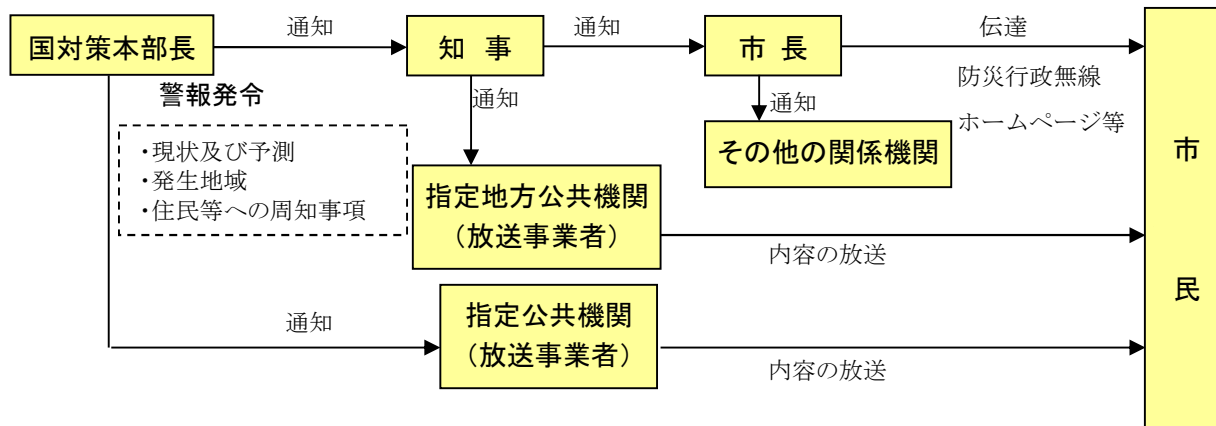 国対策本部長
通知
知 事
通知
市 長
伝達
防災行政無線
ホームページ等
市
民
警報発令
・現状及び予測
・発生地域
・住民等への周知事項
通知
指定地方公共機関
（放送事業者）
通知
その他の関係機関
内容の放送
通知
指定公共機関
（放送事業者）
内容の放送